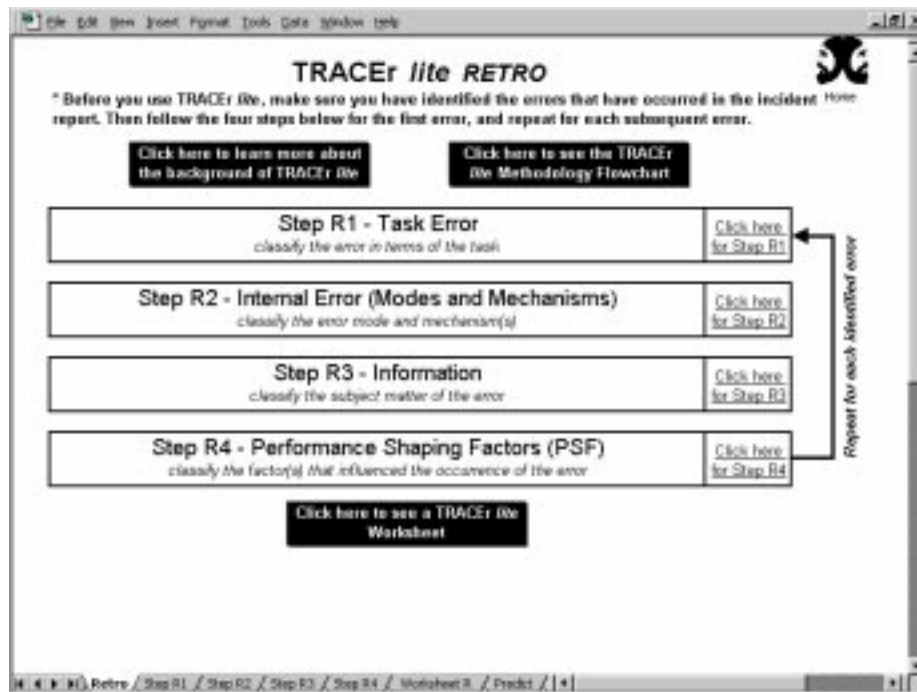 File Edit View Insert Format Tools Data Window Help
TRACEr lite RETRO
* Before you use TRACEr lite, make sure you have identified the errors that have occurred in the incident
report. Then follow the four steps below for the first error, and repeat for each subsequent error.
Home
Click here to learn more about
the background of TRACEr lite
Click here to see the TRACEr
lite Methodology Flowchart
Step R1 - Task Error
classify the error in terms of the task
Click here
for Step R1
Step R2 - Internal Error (Modes and Mechanisms)
classify the error mode and mechanism(s)
Click here
for Step R2
Step R3 - Information
classify the subject matter of the error
Click here
for Step R3
Step R4 - Performance Shaping Factors (PSF)
classify the factor(s) that influenced the occurrence of the error
Click here
for Step R4
Repeat for each identified error
Click here to see a TRACEr lite
Worksheet
Retro / Step R1 / Step R2 / Step R3 / Step R4 / Worksheet R / Predict /